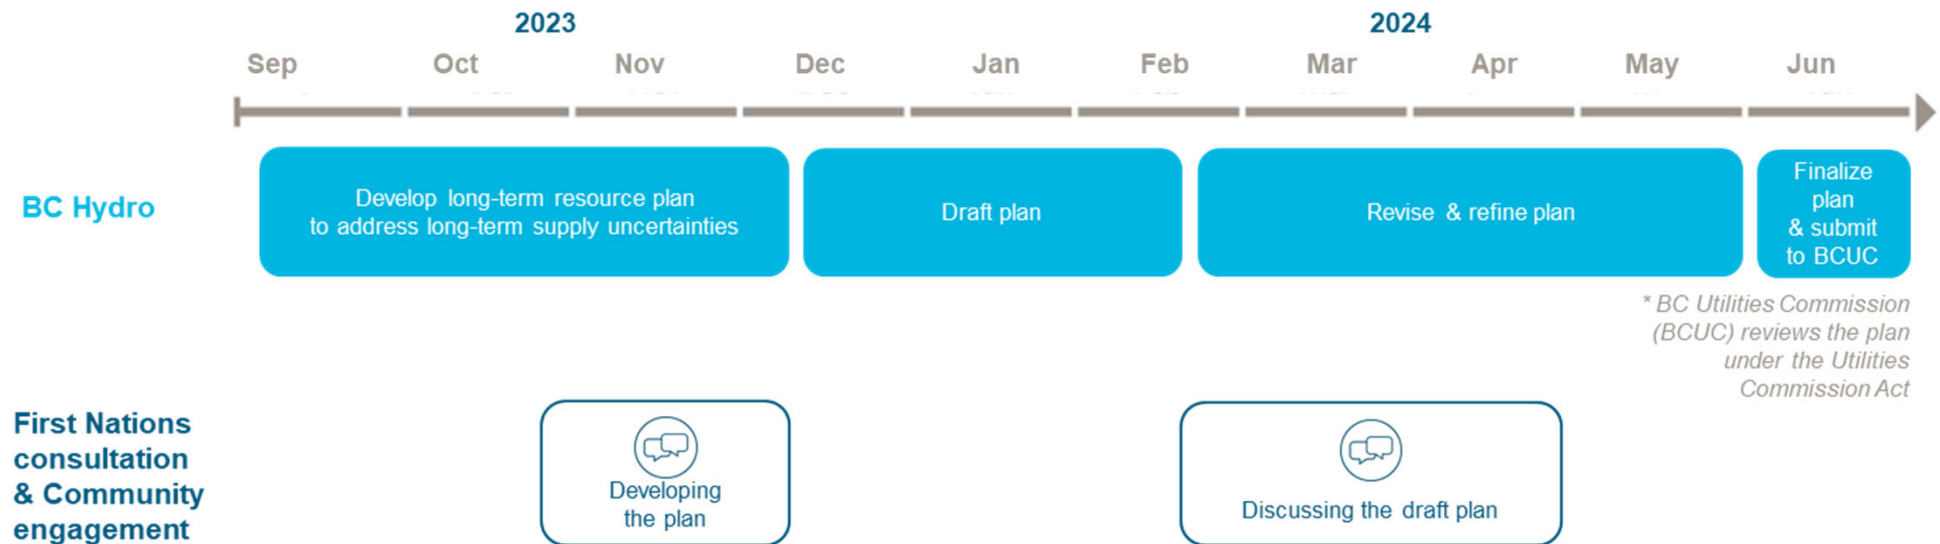 2023 2024
Sep Oct Nov Dec Jan Feb Mar Apr May Jun
BC Hydro
Develop long-term resource plan
to address long-term supply uncertainties
Draft plan
Revise & refine plan
Finalize
plan
& submit
to BCUC
* BC Utilities Commission
(BCUC) reviews the plan
under the Utilities
Commission Act
First Nations
consultation
& Community
engagement
Developing
the plan
Discussing the draft plan